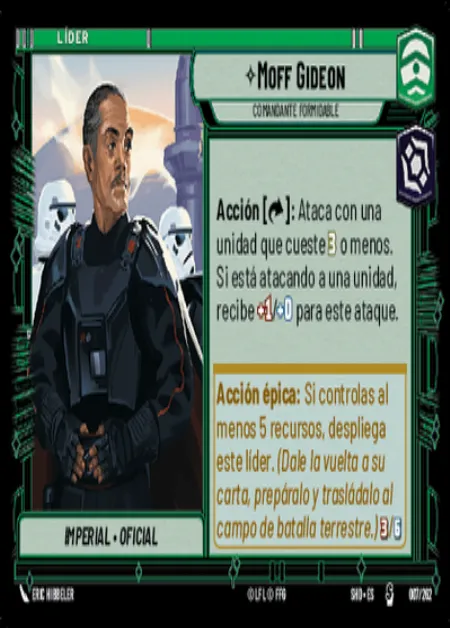 LÍDER
MOFF GIDEON
COMANDANTE FORMIDABLE
Acción [ ]: Ataca con una
unidad que cueste 3 o menos.
Si está atacando a una unidad,
recibe +1/+0 para este ataque.
Acción épica: Si controlas al
menos 5 recursos, despliega
este líder. (Dale la vuelta a su
carta, prepáralo y trasládalo al
campo de batalla terrestre.) 3/6
IMPERIAL • OFICIAL
ERIC HIBBELER
© LFL © FFG
SHD • ES
007/262